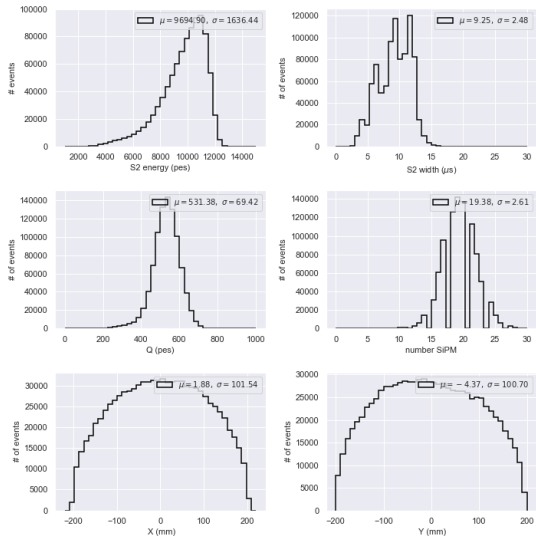 μ=9694.90, σ=1636.44
100000
80000
60000
40000
20000
0
# of events
2000 4000 6000 8000 10000 12000 14000
S2 energy (pes)
μ=9.25, σ=2.48
120000
100000
80000
60000
40000
20000
0
# of events
0 5 10 15 20 25 30
S2 width (μs)
μ=531.38, σ=69.42
140000
120000
100000
80000
60000
40000
20000
0
# of events
0 200 400 600 800 1000
Q (pes)
μ=19.38, σ=2.61
140000
120000
100000
80000
60000
40000
20000
0
# of events
0 5 10 15 20 25 30
number SiPM
μ=1.88, σ=101.54
30000
25000
20000
15000
10000
5000
0
# of events
−200 −100 0 100 200
X (mm)
μ=−4.37, σ=100.70
30000
25000
20000
15000
10000
5000
0
# of events
−200 −100 0 100 200
Y (mm)